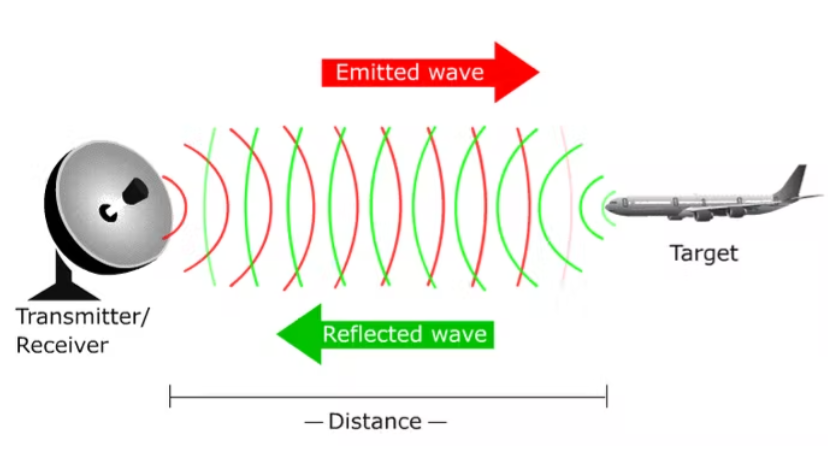 Emitted wave
Target
Transmitter/
Receiver
Reflected wave
— Distance —